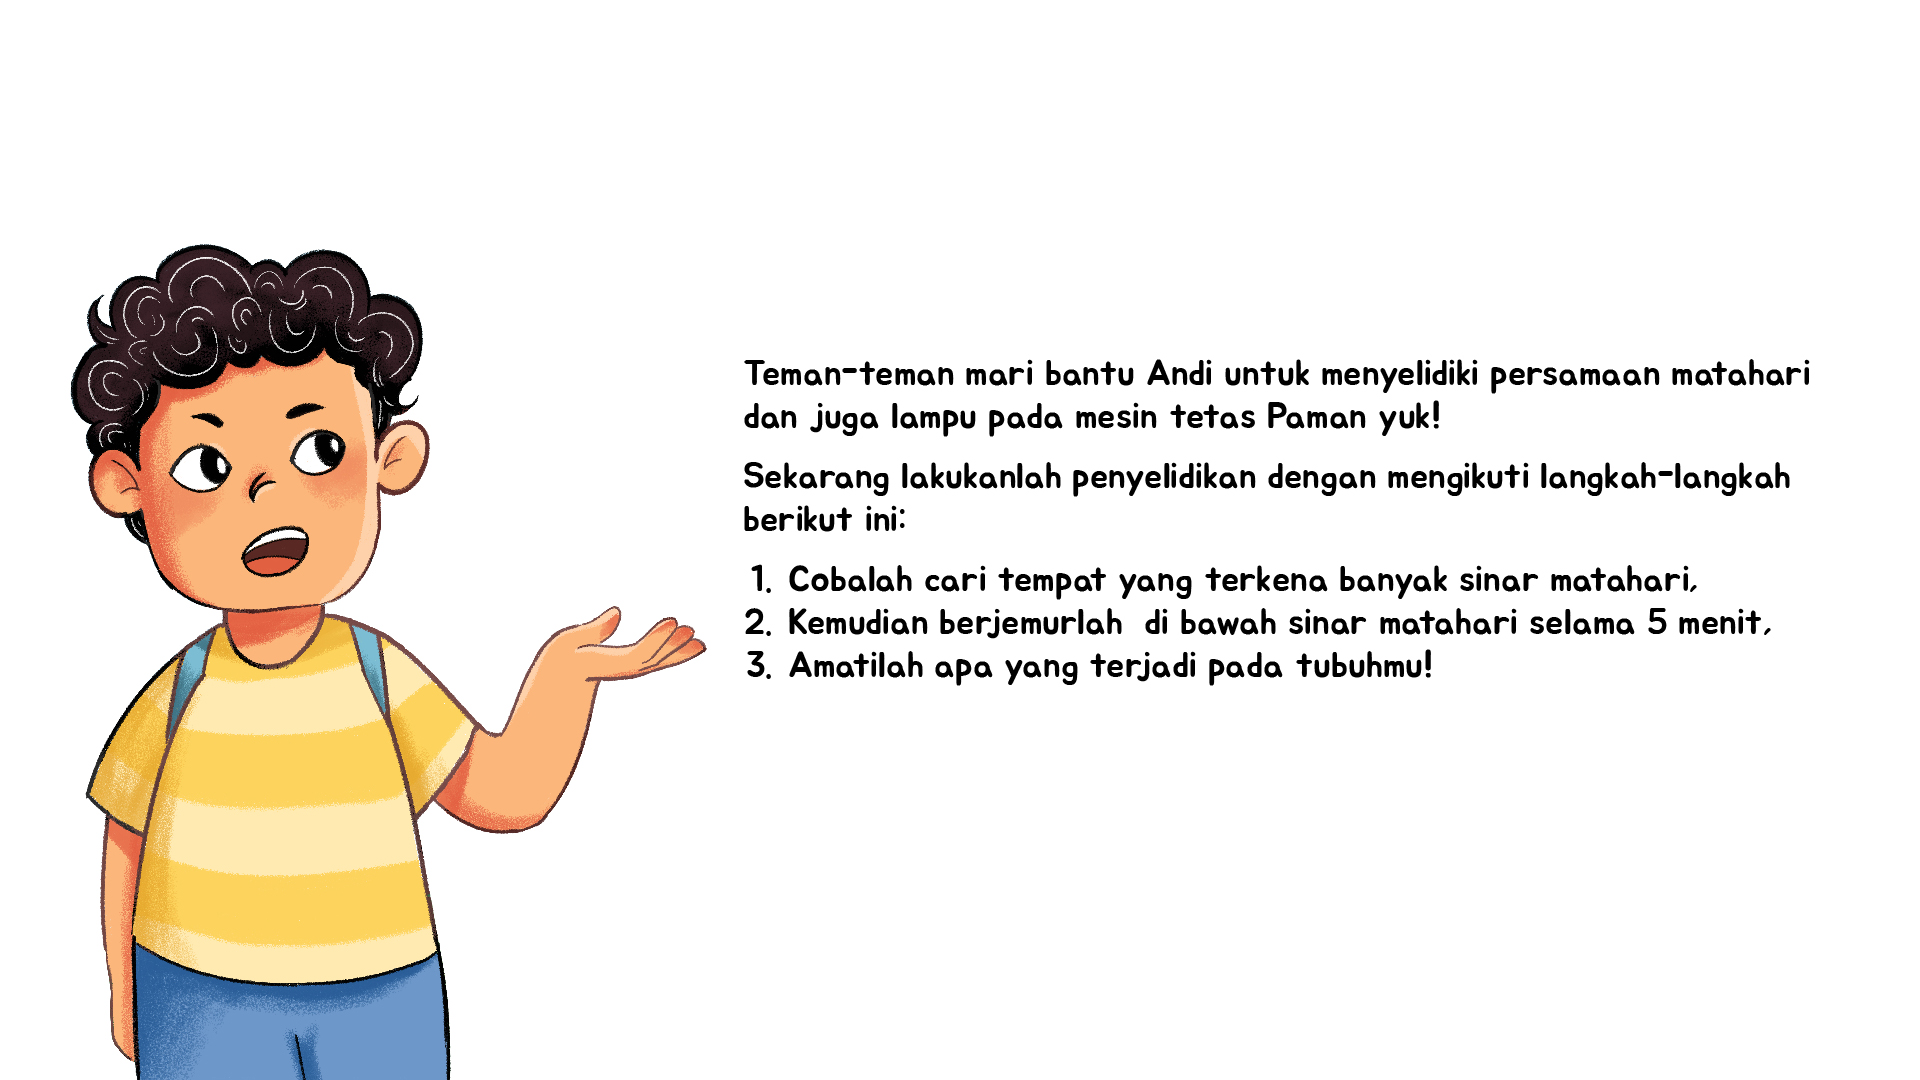 Teman-teman mari bantu Andi untuk menyelidiki persamaan matahari
dan juga lampu pada mesin tetas Paman yuk!
Sekarang lakukanlah penyelidikan dengan mengikuti langkah-langkah
berikut ini:
1. Cobalah cari tempat yang terkena banyak sinar matahari,
2. Kemudian berjemurlah  di bawah sinar matahari selama 5 menit,
3. Amatilah apa yang terjadi pada tubuhmu!